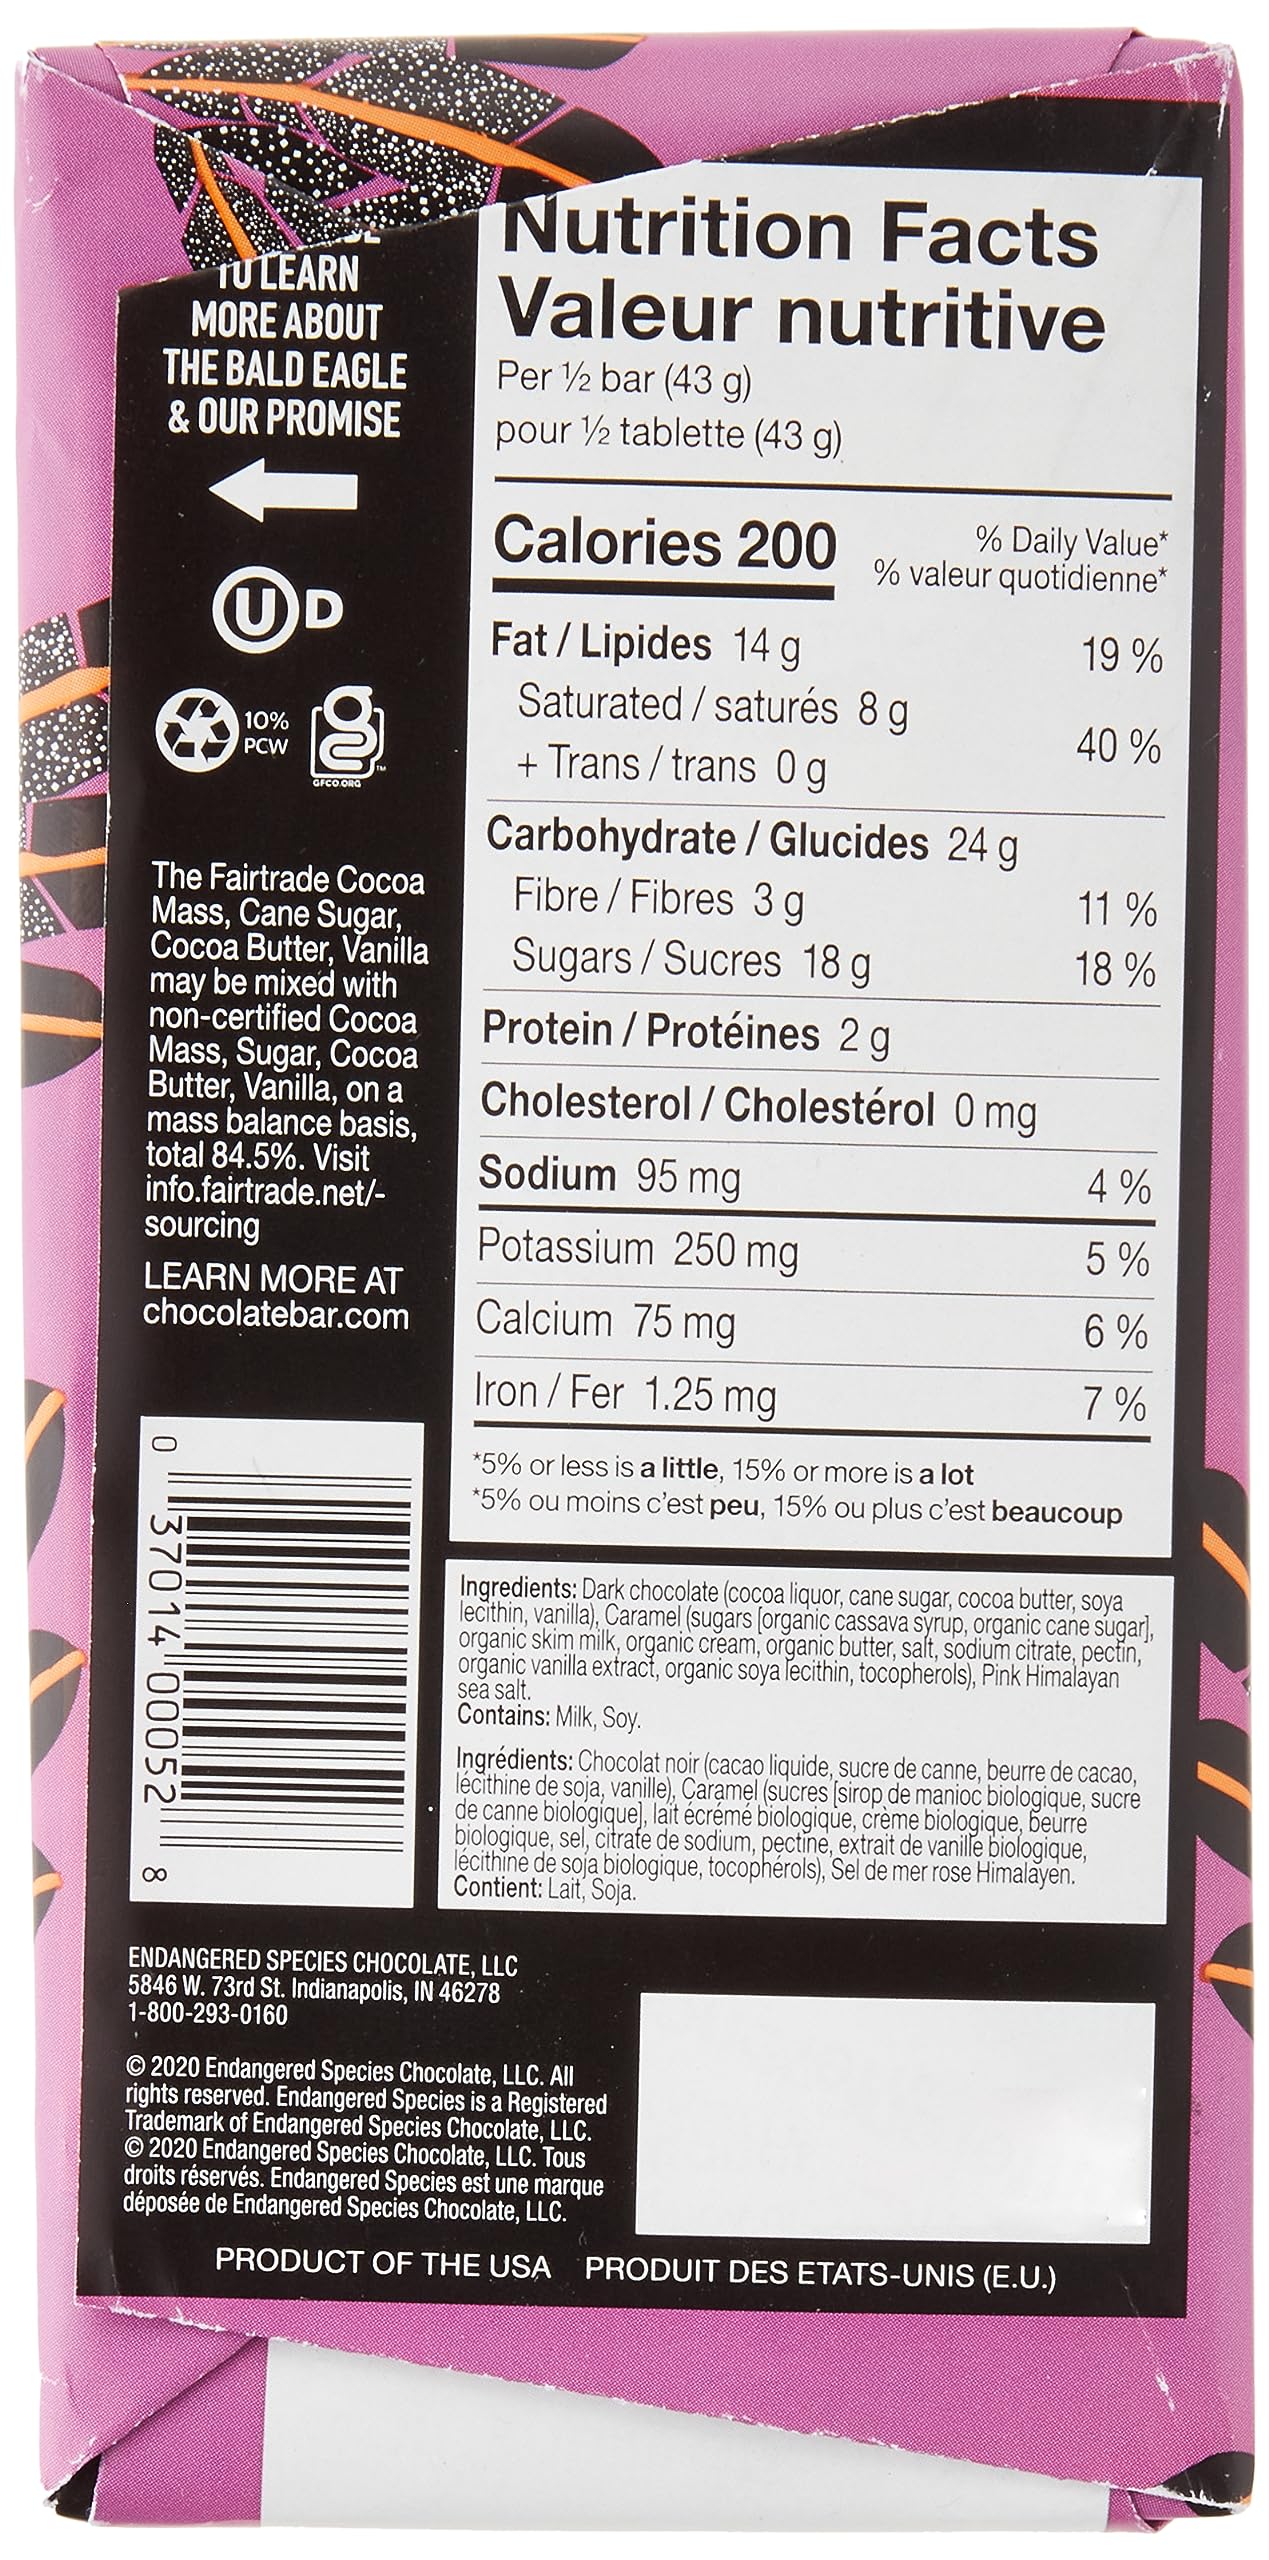 TO LEARN
MORE ABOUT
THE BALD EAGLE
& OUR PROMISE
U D
10%
PCW
GFCO.ORG
TM
The Fairtrade Cocoa
Mass, Cane Sugar,
Cocoa Butter, Vanilla
may be mixed with
non-certified Cocoa
Mass, Sugar, Cocoa
Butter, Vanilla, on a
mass balance basis,
total 84.5%. Visit
info.fairtrade.net/-
sourcing
LEARN MORE AT
chocolatebar.com
0 37014 00052 8
Nutrition Facts
Valeur nutritive
Per ½ bar (43 g)
pour ½ tablette (43 g)
Calories 200
% Daily Value*
% valeur quotidienne*
Fat / Lipides 14 g 19 %
Saturated / saturés 8 g
+ Trans / trans 0 g 40 %
Carbohydrate / Glucides 24 g
Fibre / Fibres 3 g 11 %
Sugars / Sucres 18 g 18 %
Protein / Protéines 2 g
Cholesterol / Cholestérol 0 mg
Sodium 95 mg 4 %
Potassium 250 mg 5 %
Calcium 75 mg 6 %
Iron / Fer 1.25 mg 7 %
*5% or less is a little, 15% or more is a lot
*5% ou moins c'est peu, 15% ou plus c'est beaucoup
Ingredients: Dark chocolate (cocoa liquor, cane sugar, cocoa butter, soya
lecithin, vanilla), Caramel (sugars [organic cassava syrup, organic cane sugar],
organic skim milk, organic cream, organic butter, salt, sodium citrate, pectin,
organic vanilla extract, organic soya lecithin, tocopherols), Pink Himalayan
sea salt.
Contains: Milk, Soy.
Ingrédients: Chocolat noir (cacao liquide, sucre de canne, beurre de cacao,
lécithine de soja, vanille), Caramel (sucres [sirop de manioc biologique, sucre
de canne biologique], lait écrémé biologique, crème biologique, beurre
biologique, sel, citrate de sodium, pectine, extrait de vanille biologique,
lécithine de soja biologique, tocophérols), Sel de mer rose Himalayen.
Contient: Lait, Soja.
ENDANGERED SPECIES CHOCOLATE, LLC
5846 W. 73rd St. Indianapolis, IN 46278
1-800-293-0160
© 2020 Endangered Species Chocolate, LLC. All
rights reserved. Endangered Species is a Registered
Trademark of Endangered Species Chocolate, LLC.
© 2020 Endangered Species Chocolate, LLC. Tous
droits réservés. Endangered Species est une marque
déposée de Endangered Species Chocolate, LLC.
PRODUCT OF THE USA PRODUIT DES ETATS-UNIS (E.U.)